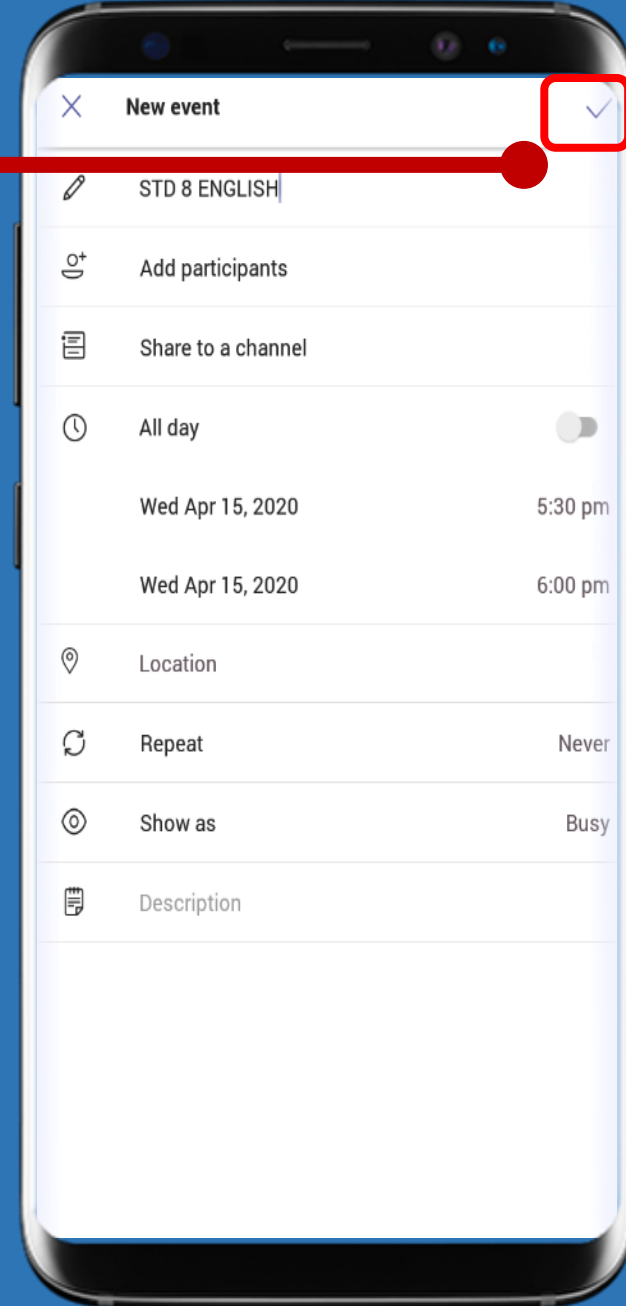 New event
STD 8 ENGLISH
Add participants
Share to a channel
All day
Wed Apr 15, 2020 5:30 pm
Wed Apr 15, 2020 6:00 pm
Location
Repeat Never
Show as Busy
Description